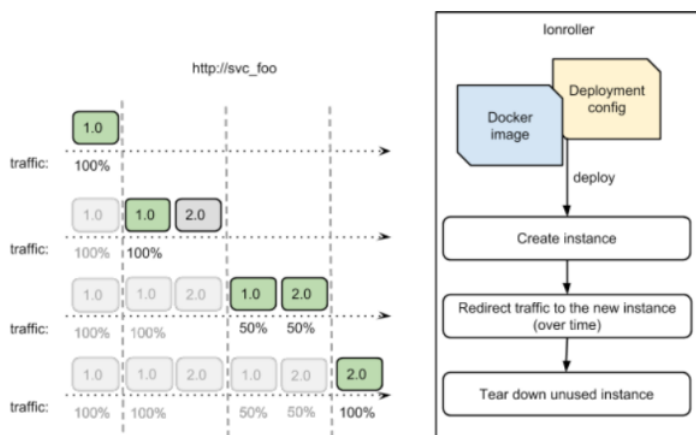 http://svc_foo
1.0
traffic: 100%
1.0 1.0 2.0
traffic: 100% 100%
1.0 1.0 2.0 1.0 2.0
traffic: 100% 100% 50% 50%
1.0 1.0 2.0 1.0 2.0 2.0
traffic: 100% 100% 50% 50% 100%
Ionroller
Deployment
config
Docker
image
deploy
Create instance
Redirect traffic to the new instance
(over time)
Tear down unused instance